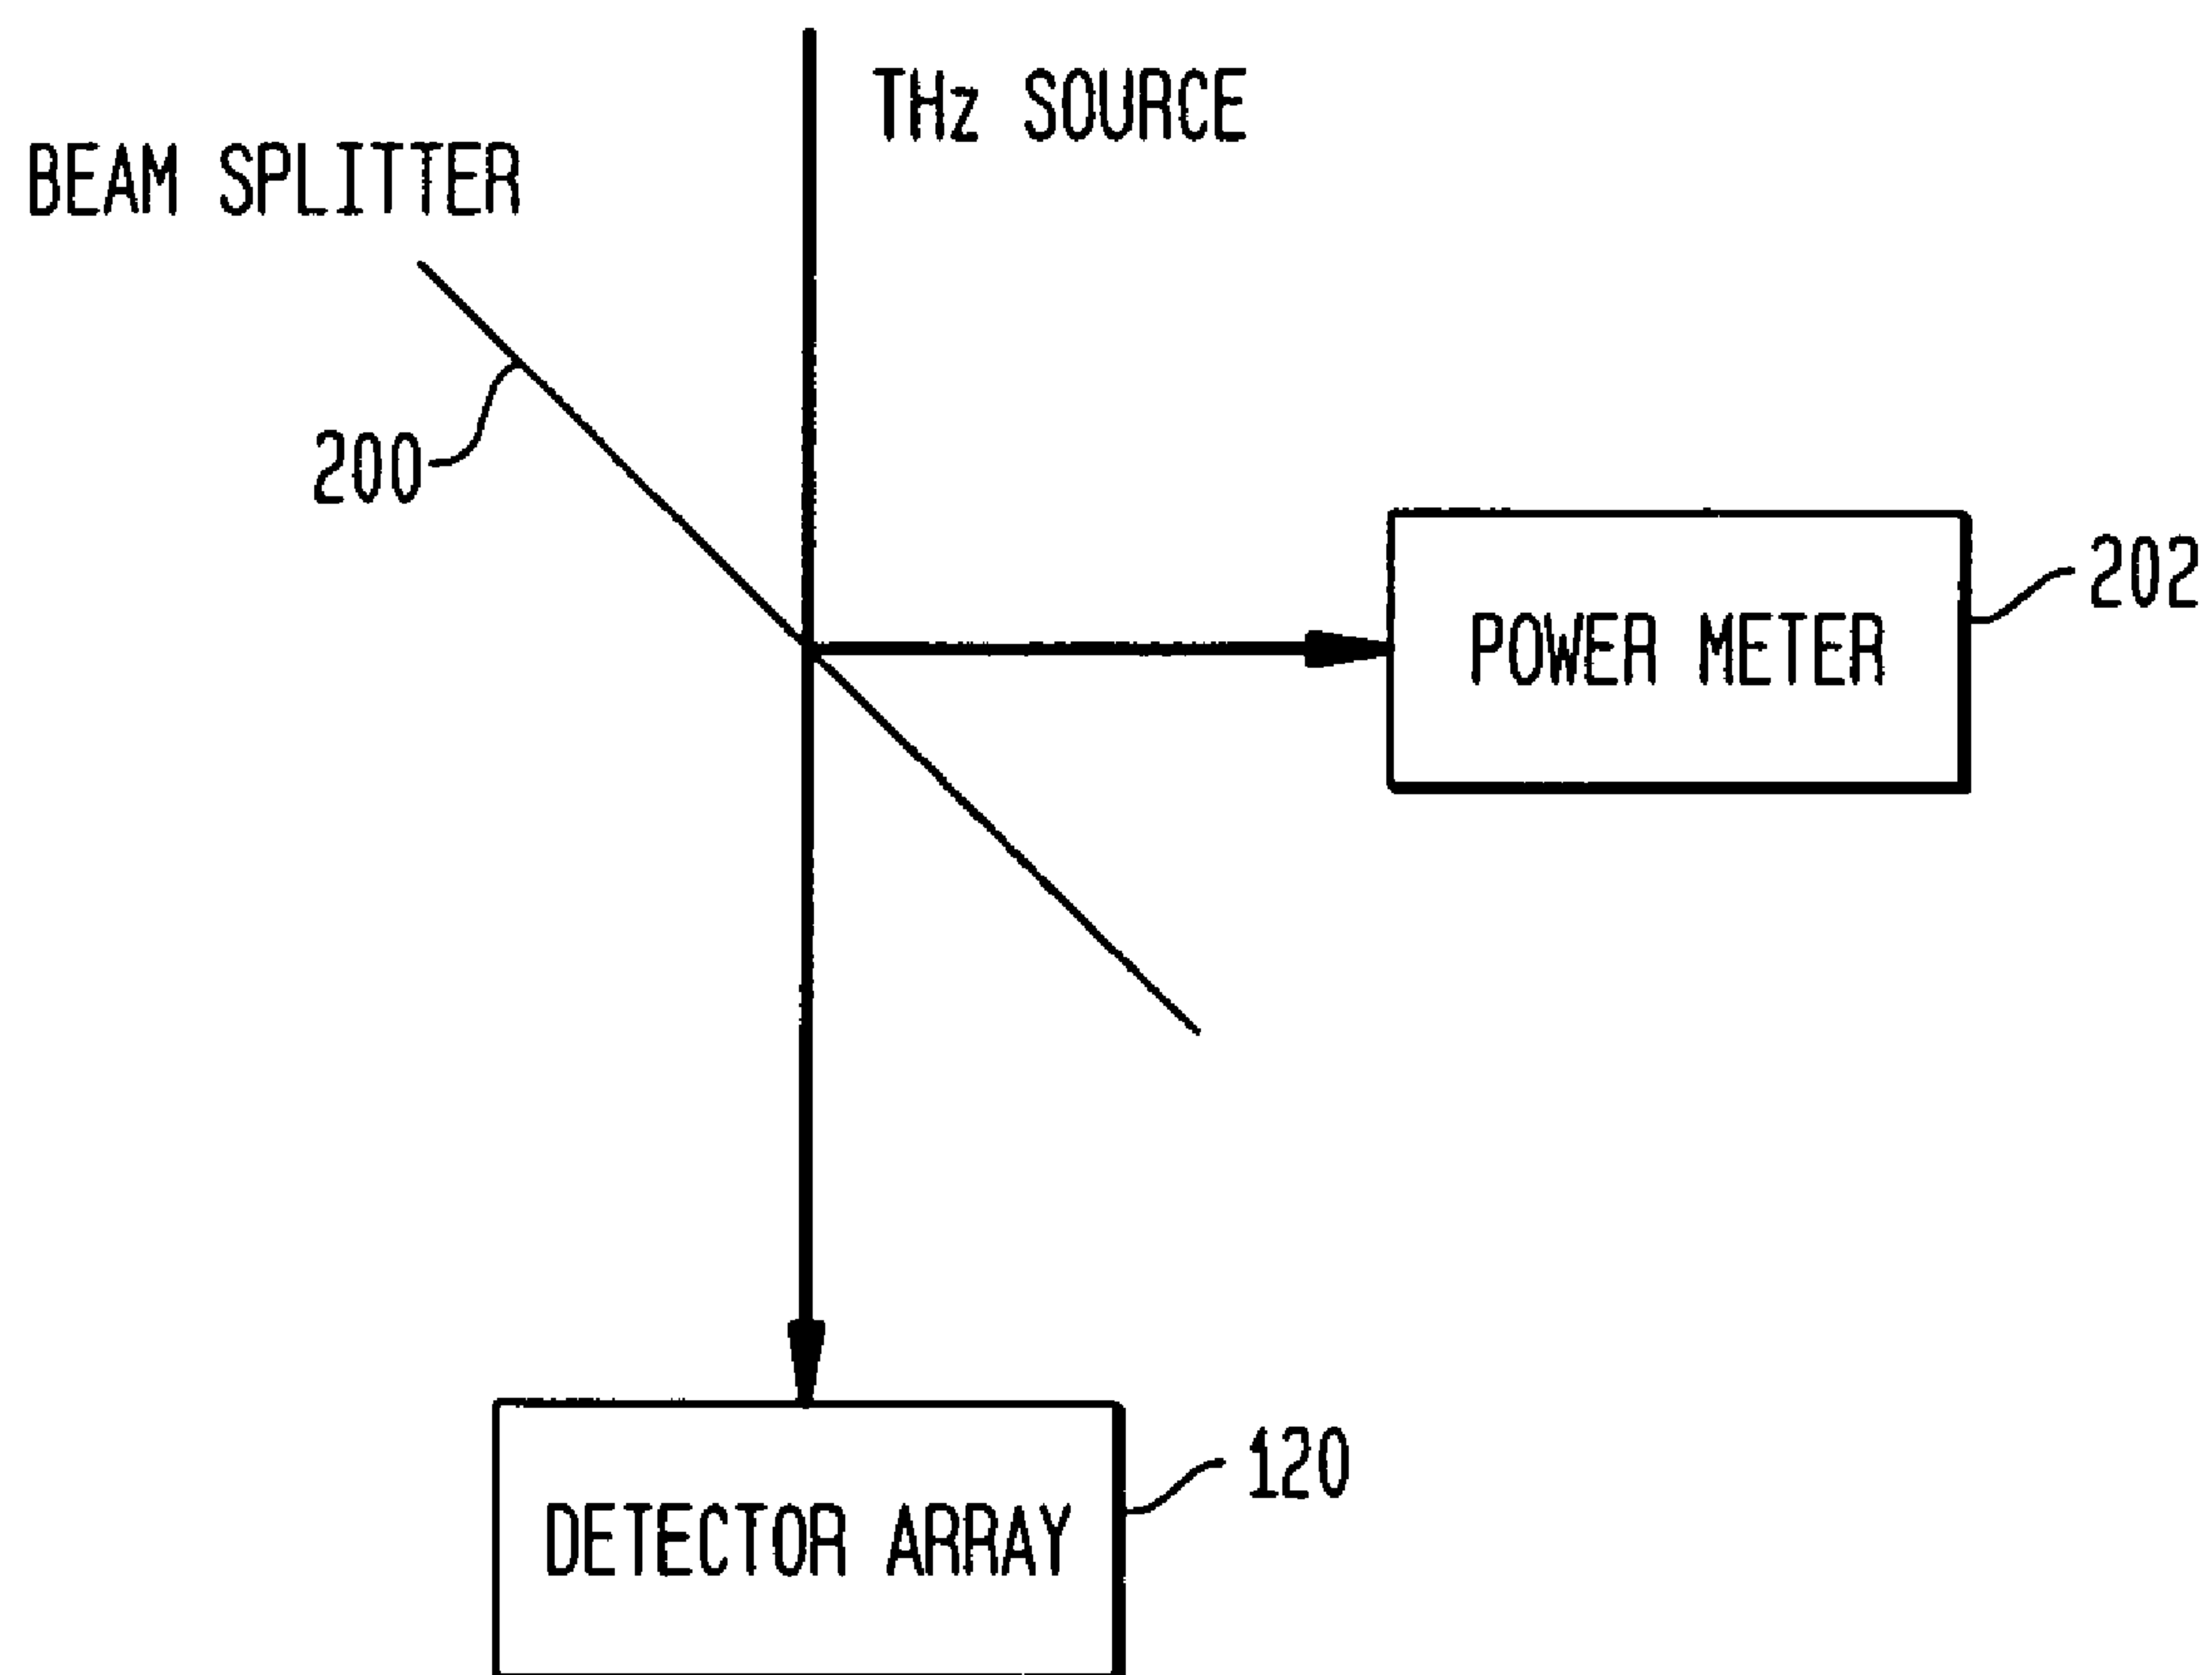 THz SOURCE
BEAM SPLITTER
200
202
POWER METER
120
DETECTOR ARRAY